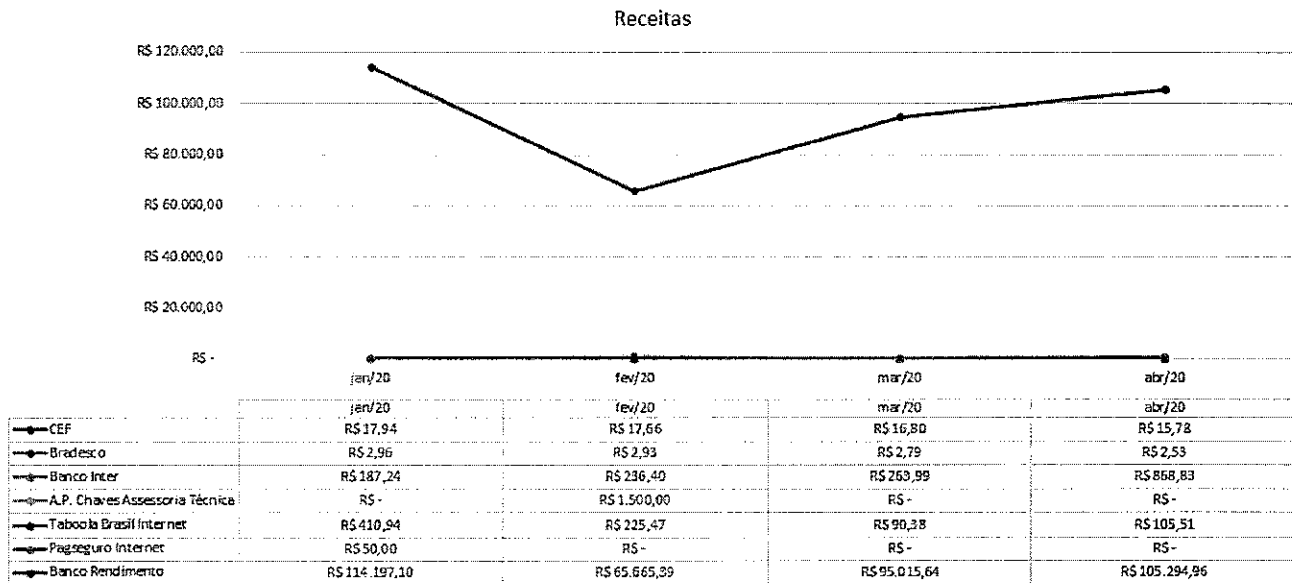 Receitas
R$ 120.000,00
R$ 100.000,00
R$ 80.000,00
R$ 60.000,00
R$ 40.000,00
R$ 20.000,00
R$ -
jan/20 fev/20 mar/20 abr/20
jan/20 fev/20 mar/20 abr/20
CEF R$ 17,94 R$ 17,66 R$ 16,80 R$ 15,78
Bradesco R$ 2,96 R$ 2,93 R$ 2,79 R$ 2,53
Banco Inter R$ 187,24 R$ 236,40 R$ 263,99 R$ 868,83
A.P. Chaves Assessoria Técnica R$ - R$ 1.500,00 R$ - R$ -
Taboola Brasil Internet R$ 410,94 R$ 225,47 R$ 90,38 R$ 105,51
Pagseguro Internet R$ 50,00 R$ - R$ - R$ -
Banco Rendimento R$ 114.197,10 R$ 65.665,39 R$ 95.015,64 R$ 105.294,96